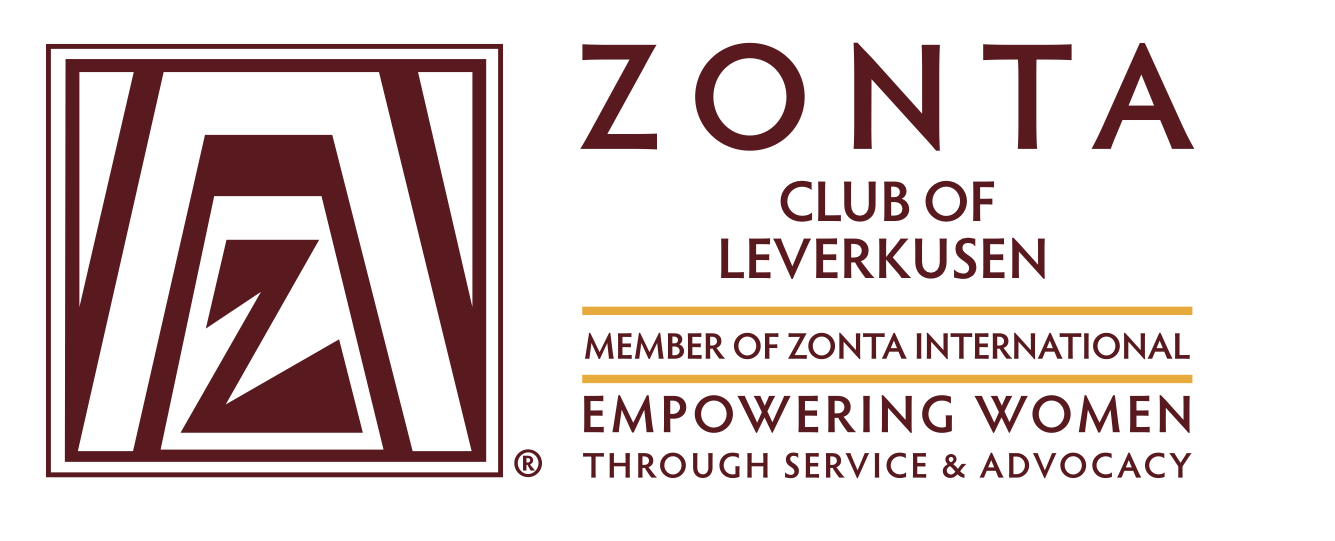 ZONTA
CLUB OF
LEVERKUSEN
MEMBER OF ZONTA INTERNATIONAL
EMPOWERING WOMEN
THROUGH SERVICE & ADVOCACY
®